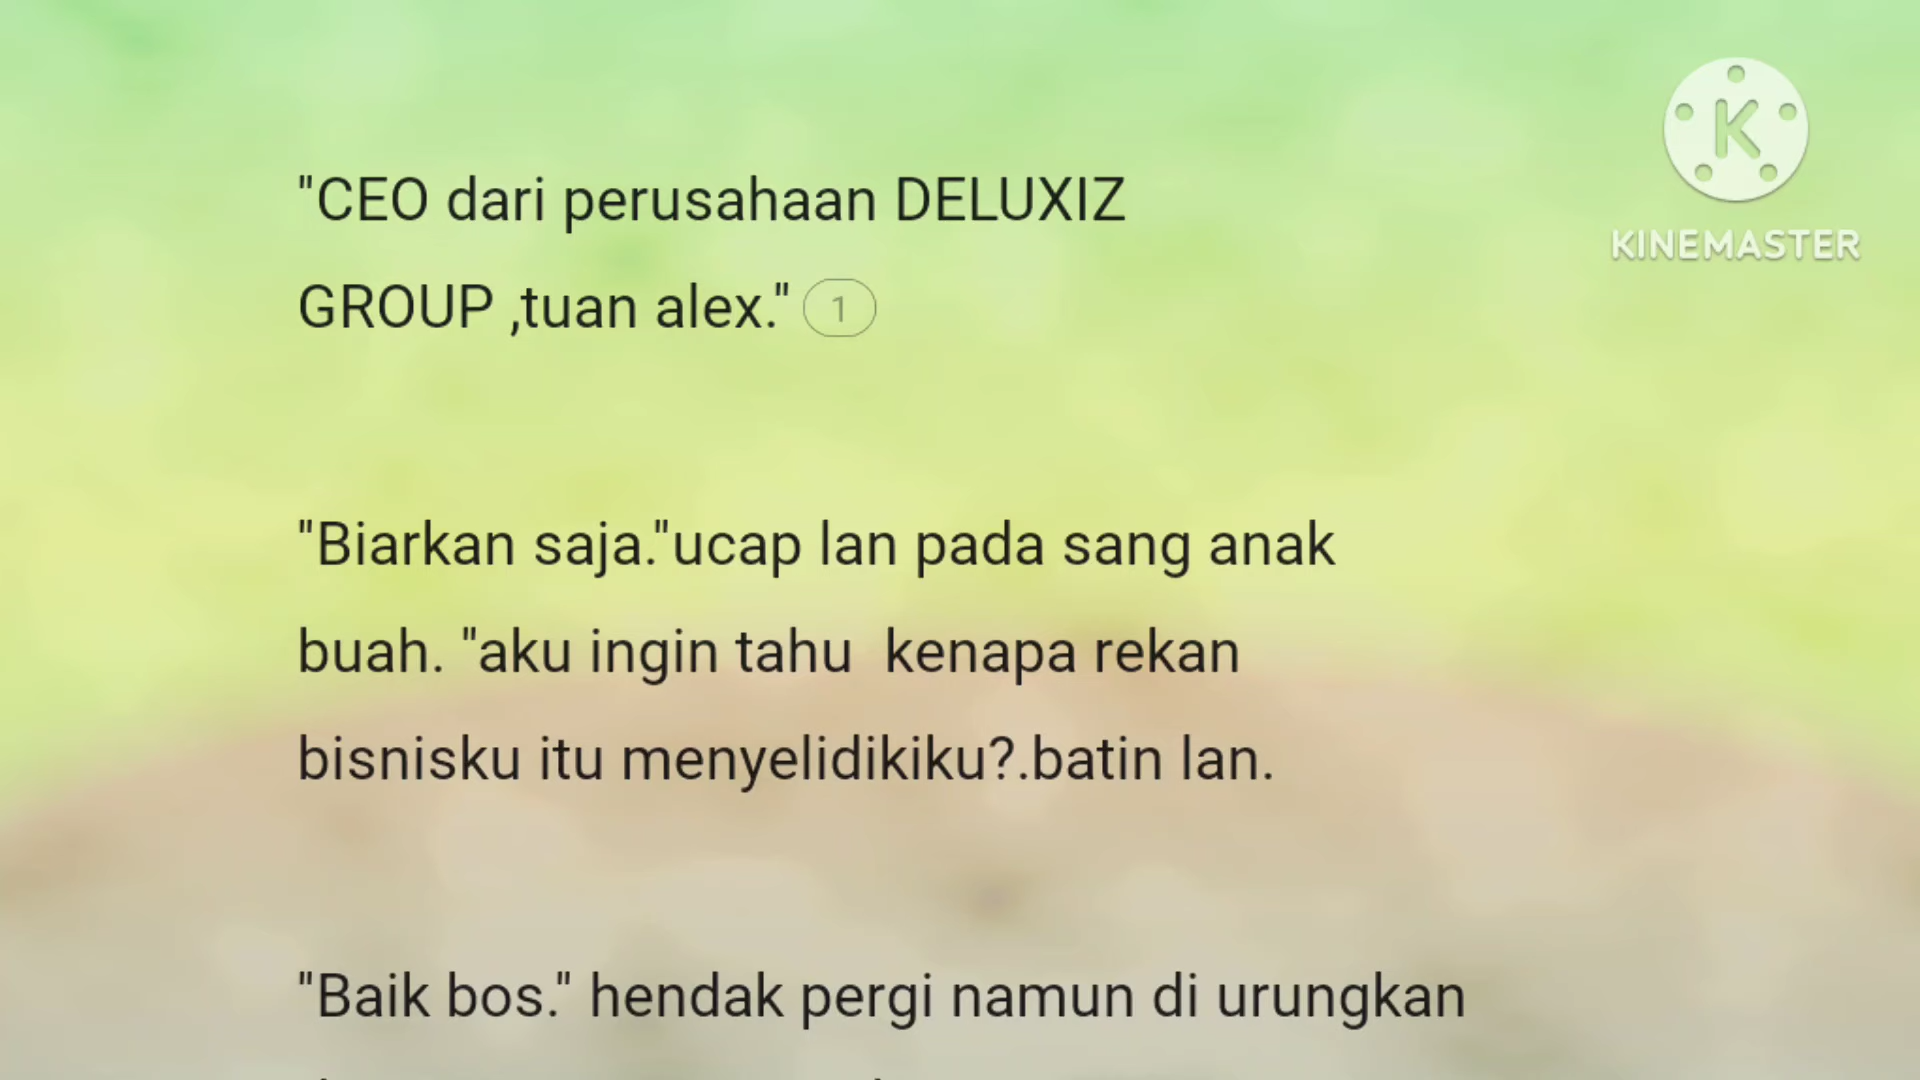 "CEO dari perusahaan DELUXIZ
GROUP ,tuan alex." 1
K
KINEMASTER
"Biarkan saja."ucap lan pada sang anak
buah. "aku ingin tahu  kenapa rekan
bisnisku itu menyelidikiku?.batin lan.
"Baik bos." hendak pergi namun di urungkan